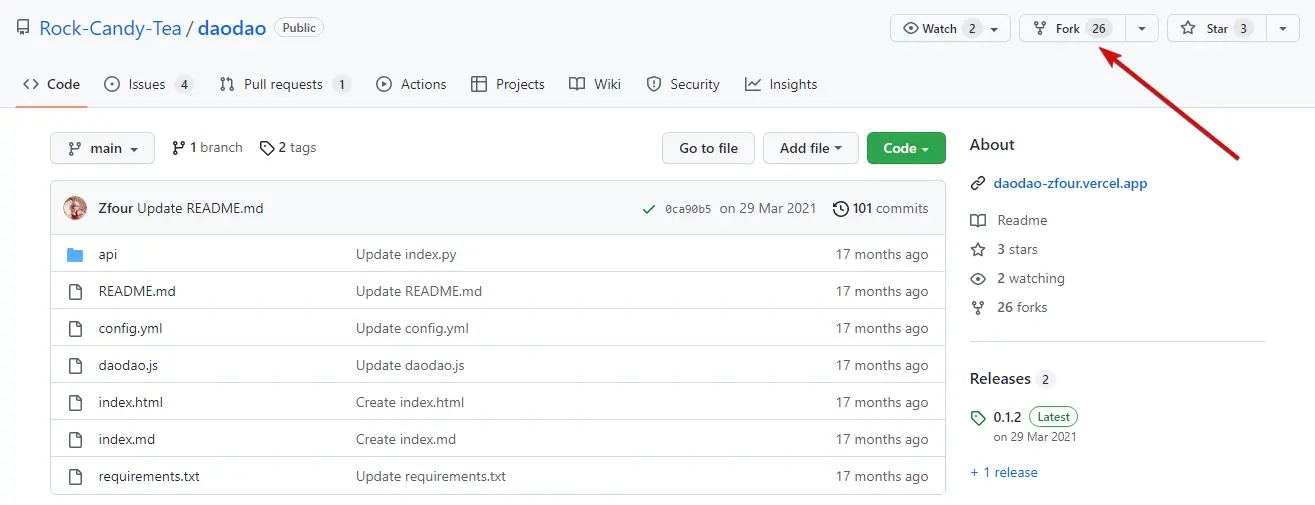 Rock-Candy-Tea / daodao Public
Watch 2 Fork 26 Star 3
Code Issues 4 Pull requests 1 Actions Projects Wiki Security Insights
main 1 branch 2 tags Go to file Add file Code
Zfour Update README.md 0ca90b5 on 29 Mar 2021 101 commits
api Update index.py 17 months ago
README.md Update README.md 17 months ago
config.yml Update config.yml 17 months ago
daodao.js Update daodao.js 17 months ago
index.html Create index.html 17 months ago
index.md Create index.md 17 months ago
requirements.txt Update requirements.txt 17 months ago
About
daodao-zfour.vercel.app
Readme
3 stars
2 watching
26 forks
Releases 2
0.1.2 Latest
on 29 Mar 2021
+ 1 release